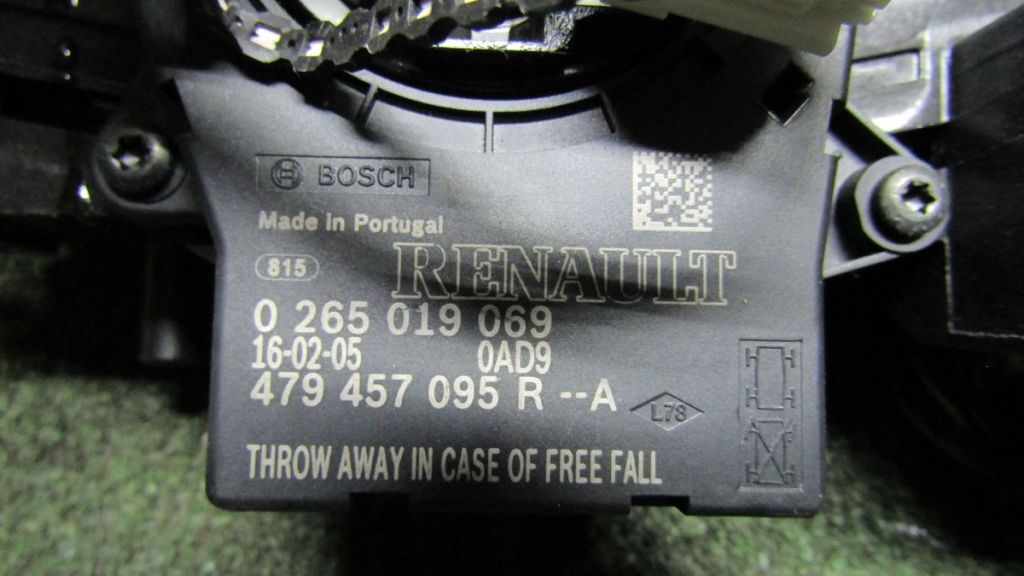 BOSCH
Made in Portugal
815
RENAULT
0 265 019 069
16-02-05 0AD9
479 457 095 R --A
L78
THROW AWAY IN CASE OF FREE FALL